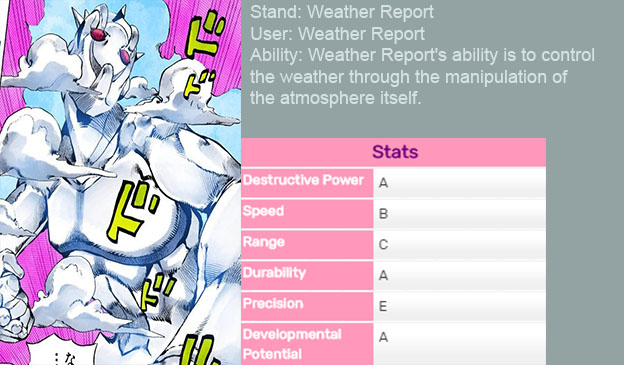 Stand: Weather Report
User: Weather Report
Ability: Weather Report's ability is to control
the weather through the manipulation of
the atmosphere itself.
Stats
Destructive Power A
Speed B
Range C
Durability A
Precision E
Developmental
Potential A
ド
ド
ド
ド
ド